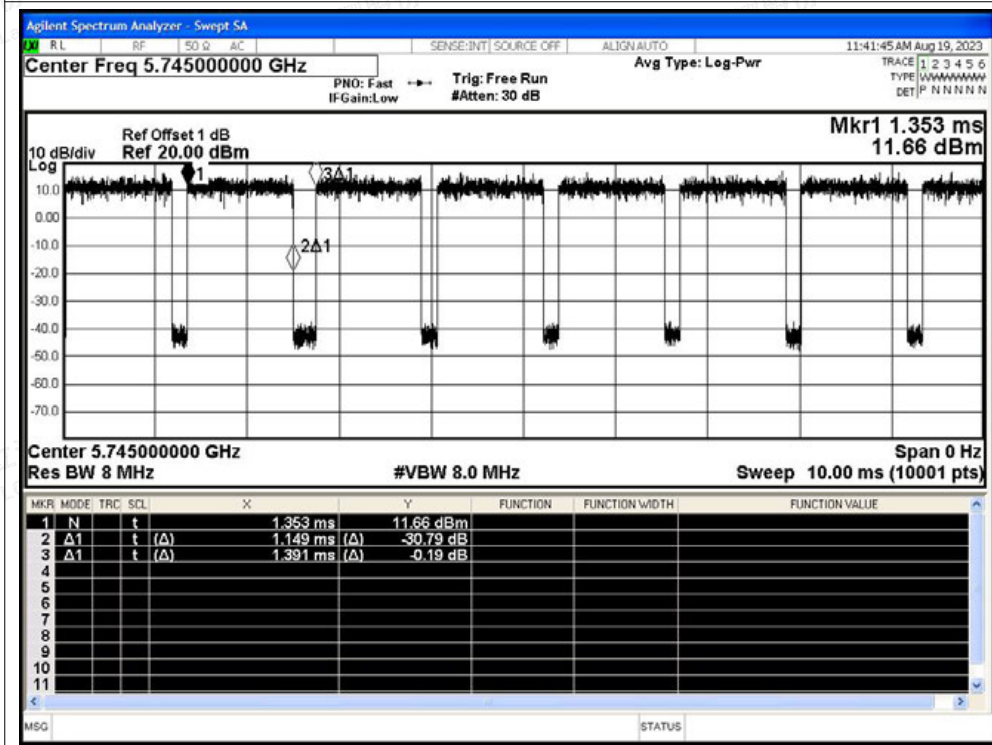 Agilent Spectrum Analyzer - Swept SA
LXI RL RF 50 Ω AC SENSE:INT SOURCE OFF ALIGN AUTO 11:41:45 AM Aug 19, 2023
Center Freq 5.745000000 GHz
PNO: Fast
IFGain:Low
Trig: Free Run
#Atten: 30 dB
Avg Type: Log-Pwr
TRACE 1 2 3 4 5 6
TYPE WWWWWWW
DET P N N N N N
Mkr1 1.353 ms
11.66 dBm
Ref Offset 1 dB
10 dB/div Ref 20.00 dBm
Log
1
3Δ1
10.0
0.00
2Δ1
-10.0
-20.0
-30.0
-40.0
-50.0
-60.0
-70.0
Center 5.745000000 GHz Span 0 Hz
Res BW 8 MHz #VBW 8.0 MHz Sweep 10.00 ms (10001 pts)
MKR MODE TRC SCL X Y FUNCTION FUNCTION WIDTH FUNCTION VALUE
1 N t 1.353 ms 11.66 dBm
2 Δ1 t (Δ) 1.149 ms (Δ) -30.79 dB
3 Δ1 t (Δ) 1.391 ms (Δ) -0.19 dB
4
5
6
7
8
9
10
11
MSG STATUS